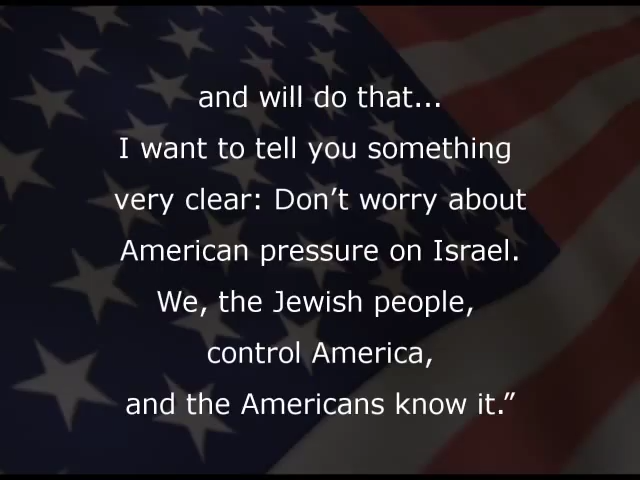 and will do that...
I want to tell you something
very clear: Don't worry about
American pressure on Israel.
We, the Jewish people,
control America,
and the Americans know it.”